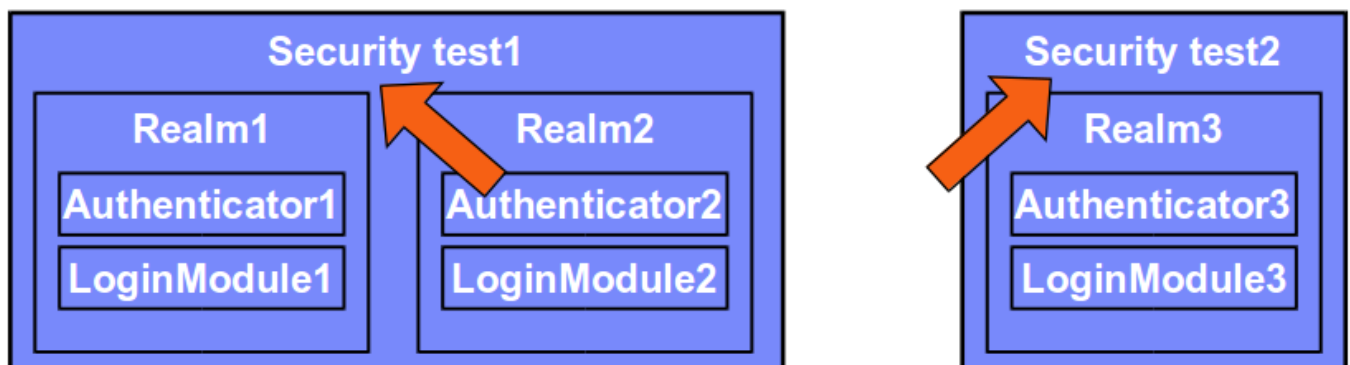 Security test1
Realm1
Authenticator1
LoginModule1
Realm2
Authenticator2
LoginModule2
Security test2
Realm3
Authenticator3
LoginModule3